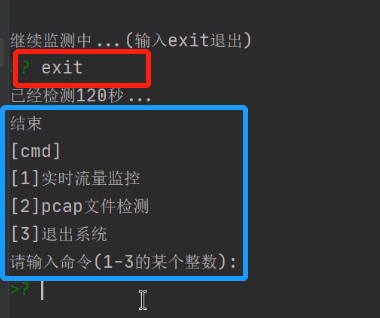 继续监测中...(输入exit退出)
>? exit
已经检测120秒...
结束
[cmd]
[1]实时流量监控
[2]pcap文件检测
[3]退出系统
请输入命令(1-3的某个整数):
>?